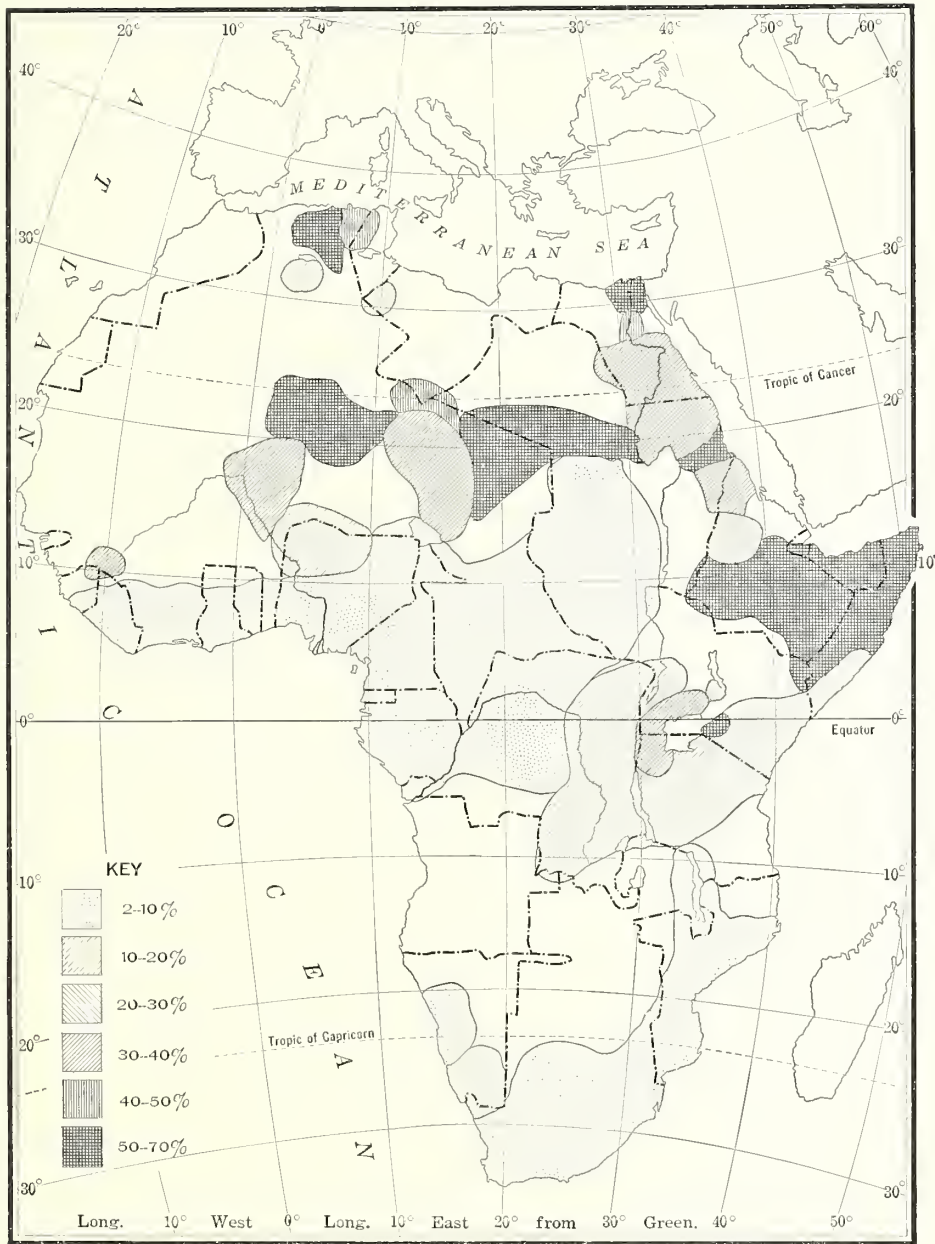 20° 10° 0° 10° 20° 30° 40° 50° 60°
40° 40°
MEDITERRANEAN SEA
30° 30°
Tropic of Cancer
20° 20°
10° 10°
0° 0°
Equator
ATLANTIC OCEAN
KEY
10° 10°
2–10%
10–20%
20–30%
20° 20°
Tropic of Capricorn
30–40%
40–50%
50–70%
30° 30°
Long. 10° West 0° Long. 10° East 20° from 30° Green. 40° 50°